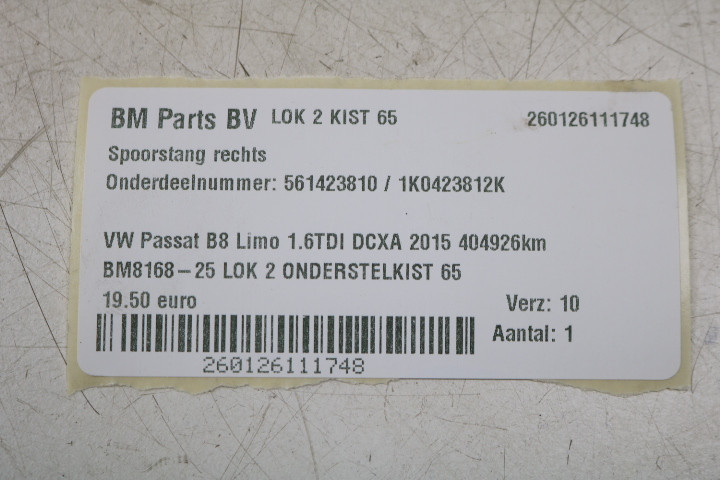 BM Parts BV LOK 2 KIST 65 260126111748
Spoorstang rechts
Onderdeelnummer: 561423810 / 1K0423812K
VW Passat B8 Limo 1.6TDI DCXA 2015 404926km
BM8168-25 LOK 2 ONDERSTELKIST 65
19.50 euro Verz: 10
Aantal: 1
260126111748